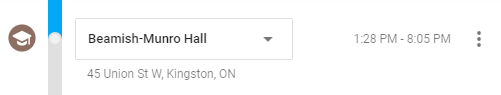 Beamish-Munro Hall
1:28 PM - 8:05 PM
45 Union St W, Kingston, ON